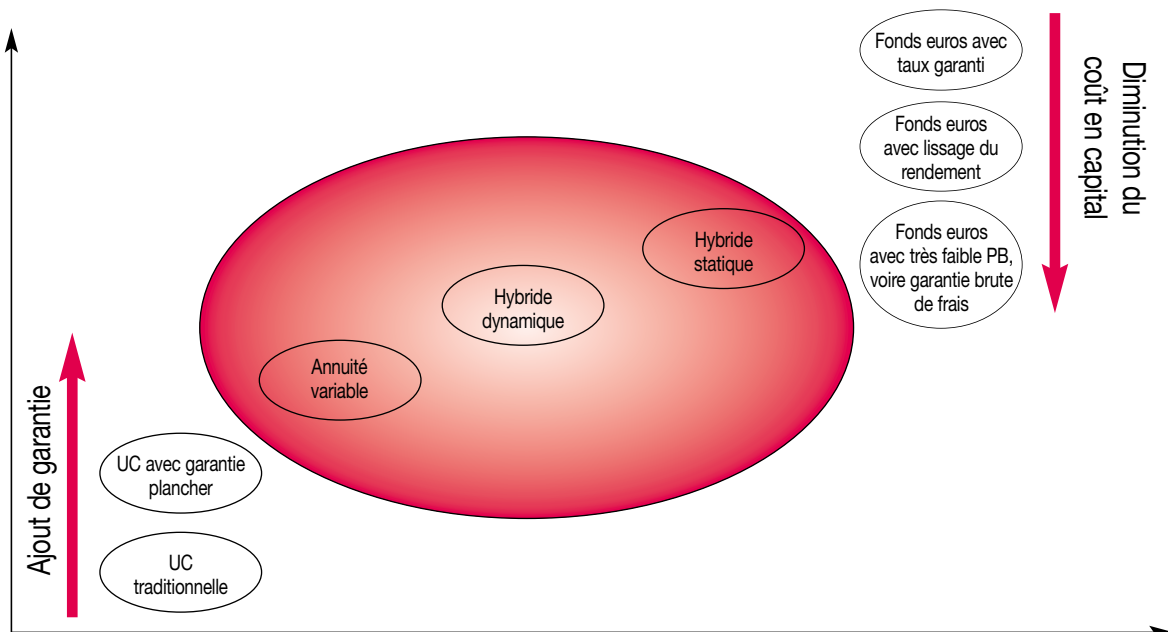 Fonds euros avec
taux garanti
Fonds euros
avec lissage du
rendement
Fonds euros
avec très faible PB,
voire garantie brute
de frais
Diminution du
coût en capital
Hybride
statique
Hybride
dynamique
Annuité
variable
Ajout de garantie
UC avec garantie
plancher
UC
traditionnelle